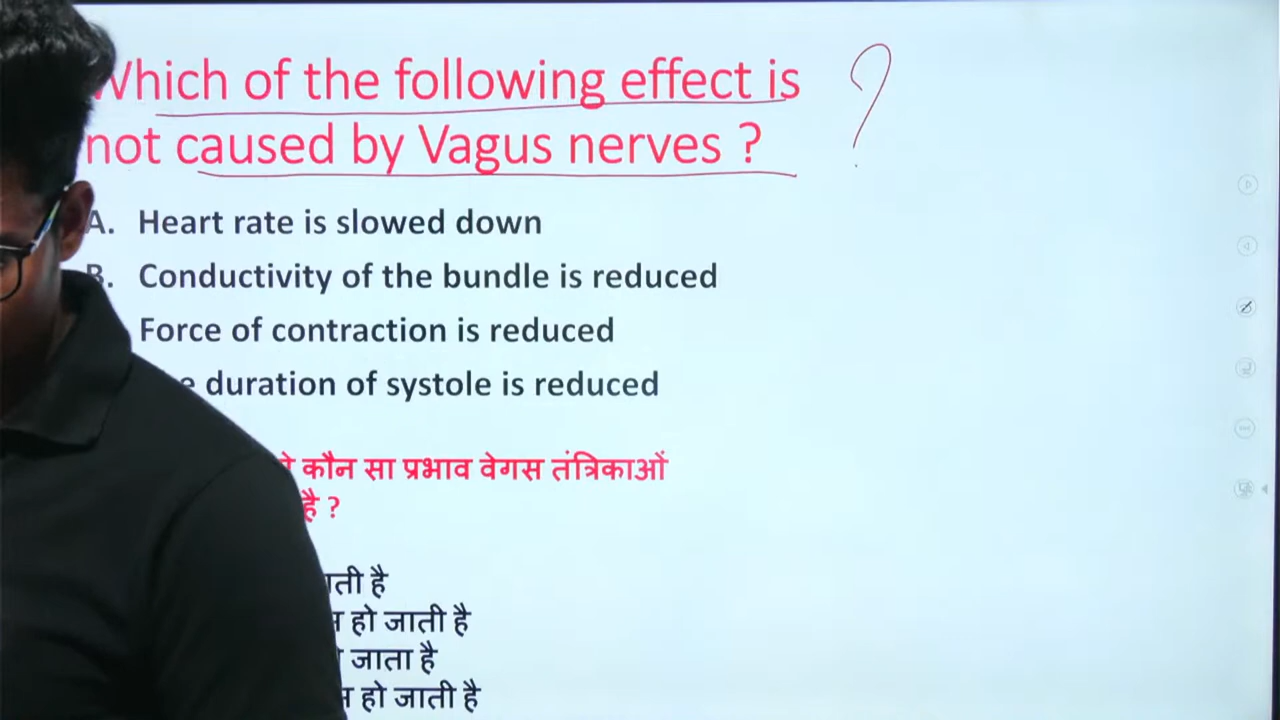 Which of the following effect is
not caused by Vagus nerves ?
A. Heart rate is slowed down
B. Conductivity of the bundle is reduced
Force of contraction is reduced
duration of systole is reduced
कौन सा प्रभाव वेगस तंत्रिकाओं
है ?
है
हो जाती है
जाता है
हो जाती है